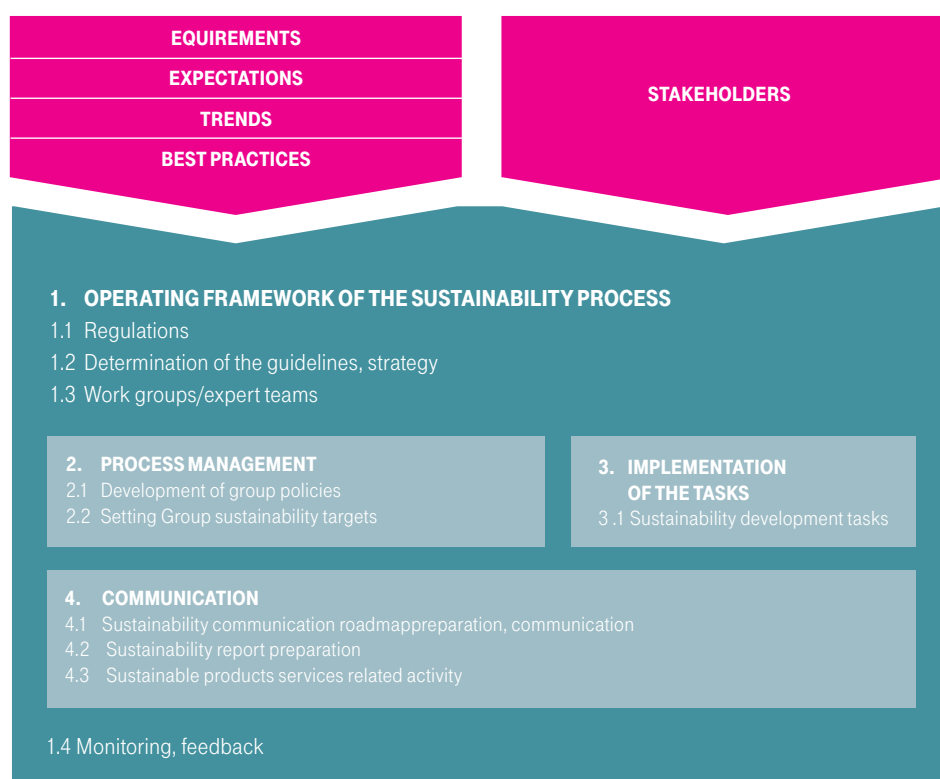 EQUIREMENTS
EXPECTATIONS
TRENDS
BEST PRACTICES
STAKEHOLDERS
1. OPERATING FRAMEWORK OF THE SUSTAINABILITY PROCESS
1.1 Regulations
1.2 Determination of the guidelines, strategy
1.3 Work groups/expert teams
2. PROCESS MANAGEMENT
2.1 Development of group policies
2.2 Setting Group sustainability targets
3. IMPLEMENTATION
OF THE TASKS
3 .1 Sustainability development tasks
4. COMMUNICATION
4.1 Sustainability communication roadmappreparation, communication
4.2 Sustainability report preparation
4.3 Sustainable products services related activity
1.4 Monitoring, feedback